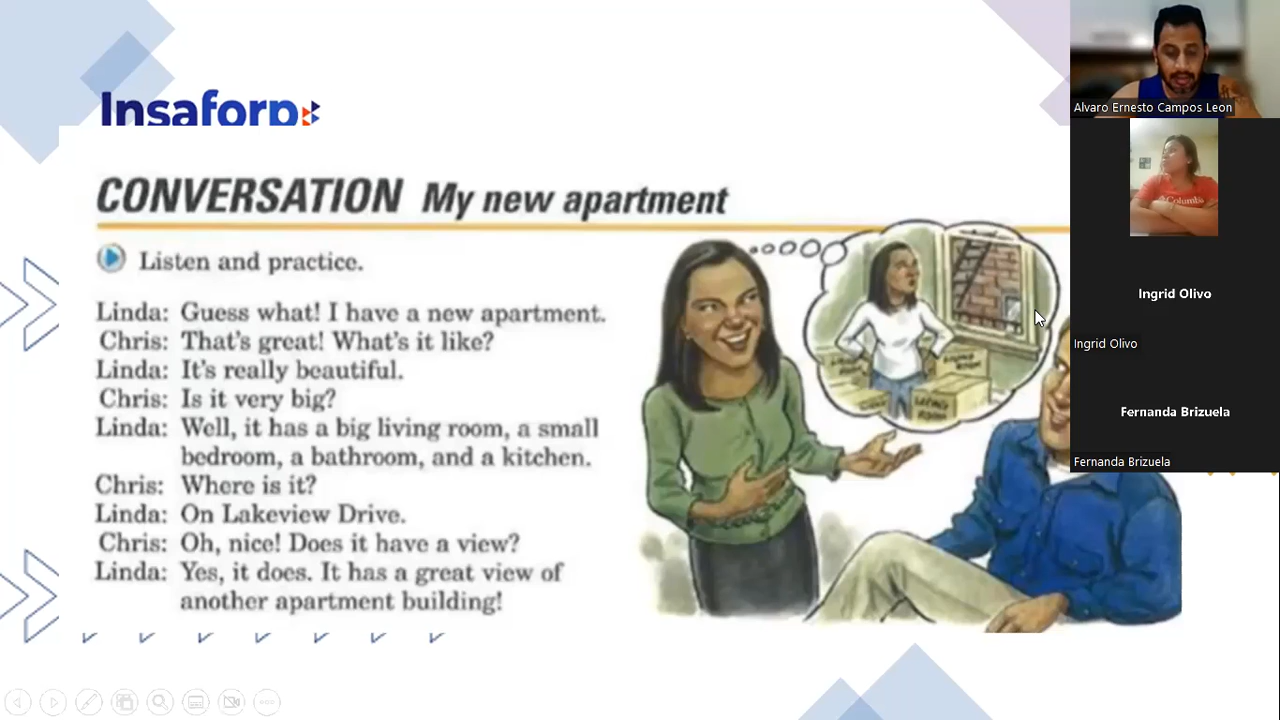 Insaforp
CONVERSATION My new apartment
Listen and practice.
Linda: Guess what! I have a new apartment.
Chris: That's great! What's it like?
Linda: It's really beautiful.
Chris: Is it very big?
Linda: Well, it has a big living room, a small
bedroom, a bathroom, and a kitchen.
Chris: Where is it?
Linda: On Lakeview Drive.
Chris: Oh, nice! Does it have a view?
Linda: Yes, it does. It has a great view of
another apartment building!
LIVING
ROOM
Alvaro Ernesto Campos Leon
Columbia
Ingrid Olivo
Ingrid Olivo
Fernanda Brizuela
Fernanda Brizuela